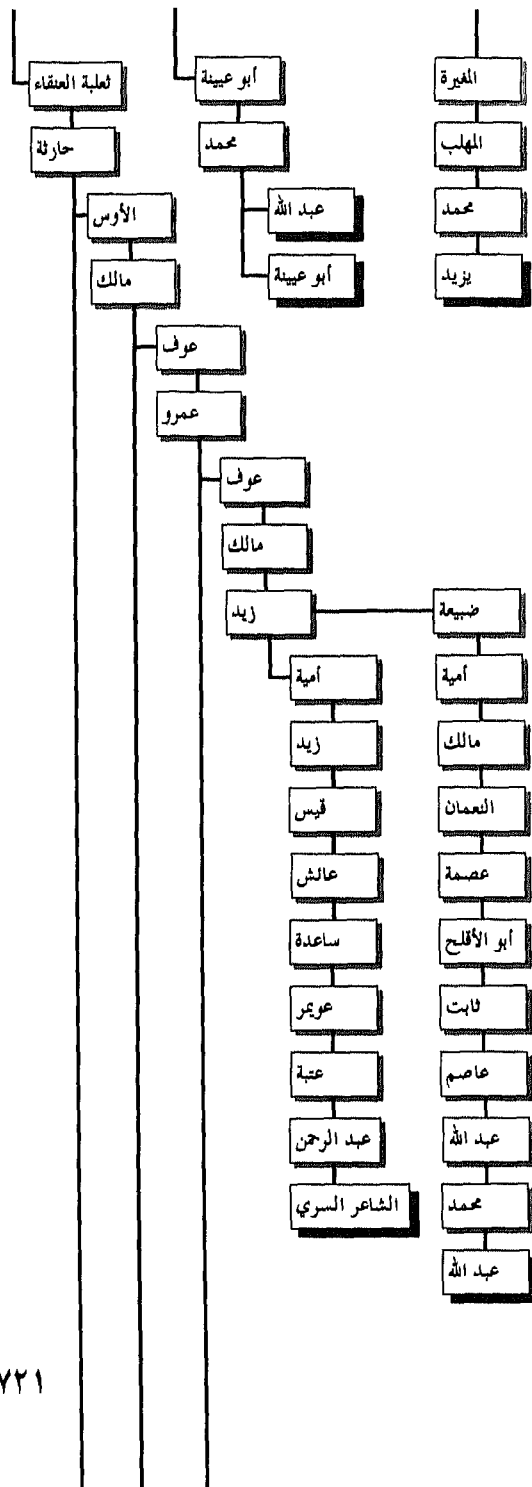 المغيرة
المهلب
محمد
يزيد
أبو عيينة
محمد
عبد الله
أبو عيينة
ثعلبة العنقاء
حارثة
الأوس
مالك
عوف
عمرو
عوف
مالك
زيد
ضبيعة
أمية
مالك
النعمان
عصمة
أبو الأقلح
ثابت
عاصم
عبد الله
محمد
عبد الله
أمية
زيد
قيس
عائش
ساعدة
عويمر
عتبة
عبد الرحمن
الشاعر السري
٧٢١